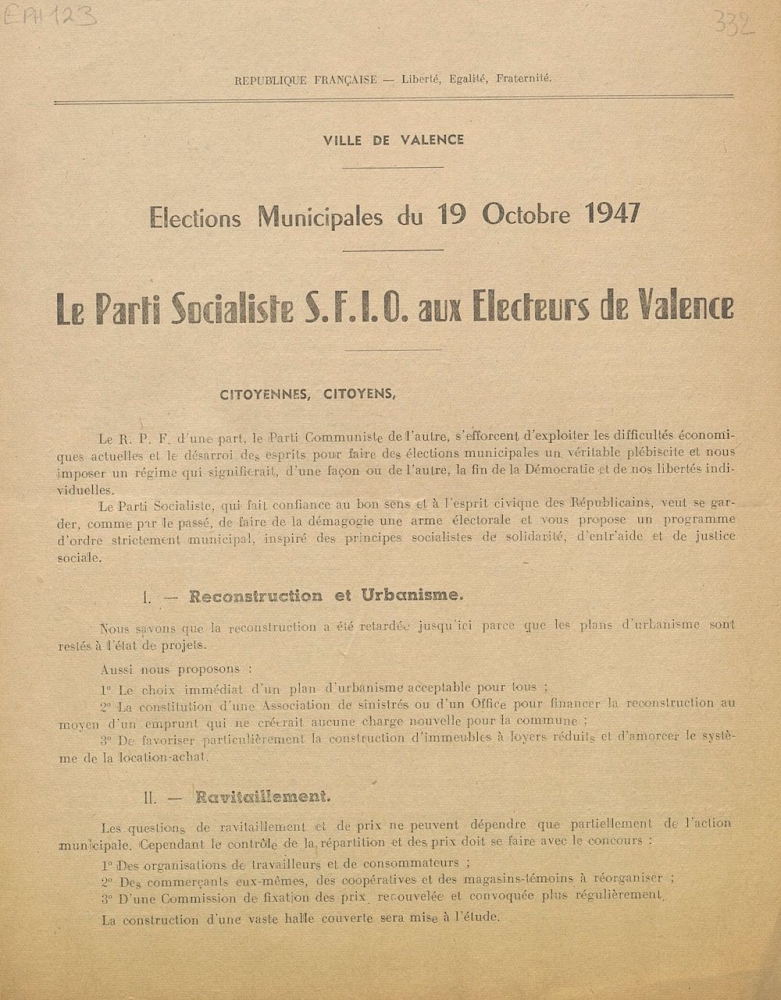 EPH 123
332
REPUBLIQUE FRANÇAISE — Liberté, Egalité, Fraternité.
VILLE DE VALENCE
Elections Municipales du 19 Octobre 1947
Le Parti Socialiste S.F.I.O. aux Electeurs de Valence
CITOYENNES, CITOYENS,
Le R. P. F. d'une part, le Parti Communiste de l'autre, s'efforcent d'exploiter les difficultés économi-
ques actuelles et le désarroi des esprits pour faire des élections municipales un véritable plébiscite et nous
imposer un régime qui signifierait, d'une façon ou de l'autre, la fin de la Démocratie et de nos libertés indi-
viduelles.
Le Parti Socialiste, qui fait confiance au bon sens et à l'esprit civique des Républicains, veut se gar-
der, comme par le passé, de faire de la démagogie une arme électorale et vous propose un programme
d'ordre strictement municipal, inspiré des principes socialistes de solidarité, d'entr'aide et de justice
sociale.
I. — Reconstruction et Urbanisme.
Nous savons que la reconstruction a été retardée jusqu'ici parce que les plans d'urbanisme sont
restés à l'état de projets.
Aussi nous proposons :
1° Le choix immédiat d'un plan d'urbanisme acceptable pour tous ;
2° La constitution d'une Association de sinistrés ou d'un Office pour financer la reconstruction au
moyen d'un emprunt qui ne créerait aucune charge nouvelle pour la commune ;
3° De favoriser particulièrement la construction d'immeubles à loyers réduits et d'amorcer le systè-
me de la location-achat.
II. — Ravitaillement.
Les questions de ravitaillement et de prix ne peuvent dépendre que partiellement de l'action
municipale. Cependant le contrôle de la répartition et des prix doit se faire avec le concours :
1° Des organisations de travailleurs et de consommateurs ;
2° Des commerçants eux-mêmes, des coopératives et des magasins-témoins à réorganiser ;
3° D'une Commission de fixation des prix renouvelée et convoquée plus régulièrement.
La construction d'une vaste halle couverte sera mise à l'étude.